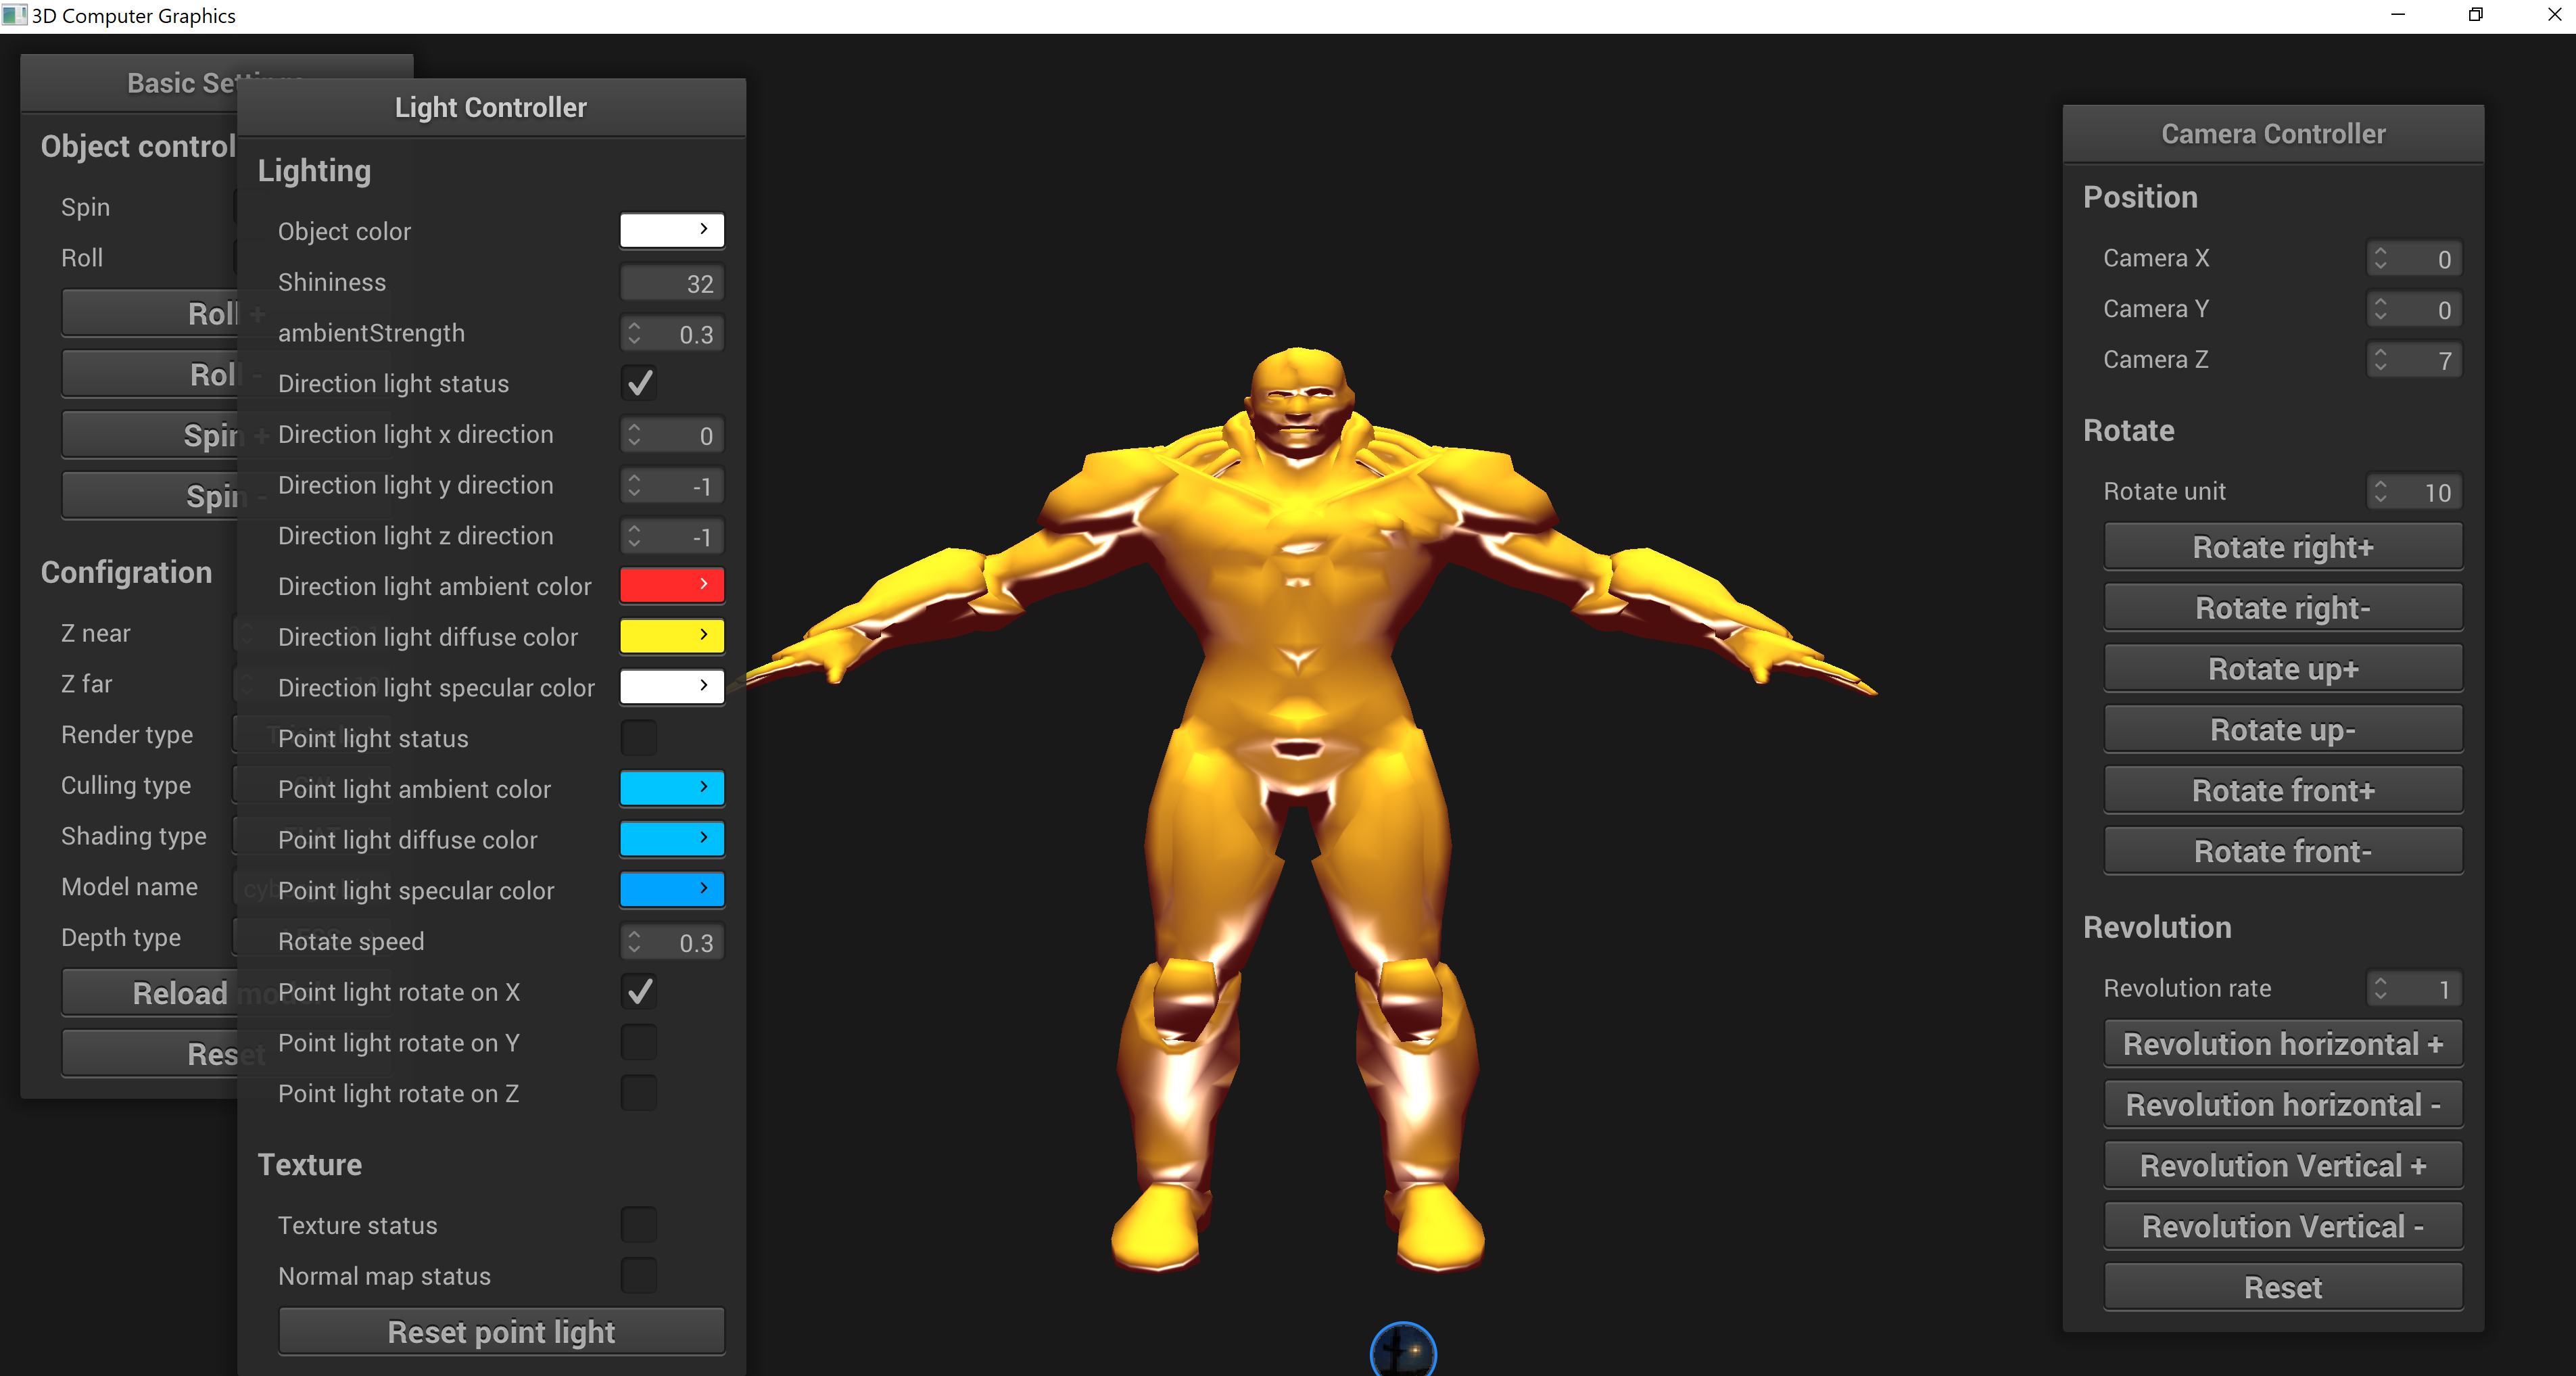 3D Computer Graphics
Basic Se
Object control
Spin
Roll
Roll +
Roll -
Spin +
Spin -
Configration
Z near
Z far
Render type
Culling type
Shading type
Model name
Depth type
Reload
Reset
Light Controller
Lighting
Object color
Shininess 32
ambientStrength 0.3
Direction light status
Direction light x direction 0
Direction light y direction -1
Direction light z direction -1
Direction light ambient color
Direction light diffuse color
Direction light specular color
Point light status
Point light ambient color
Point light diffuse color
Point light specular color
Rotate speed 0.3
Point light rotate on X
Point light rotate on Y
Point light rotate on Z
Texture
Texture status
Normal map status
Reset point light
Camera Controller
Position
Camera X 0
Camera Y 0
Camera Z 7
Rotate
Rotate unit 10
Rotate right+
Rotate right-
Rotate up+
Rotate up-
Rotate front+
Rotate front-
Revolution
Revolution rate 1
Revolution horizontal +
Revolution horizontal -
Revolution Vertical +
Revolution Vertical -
Reset